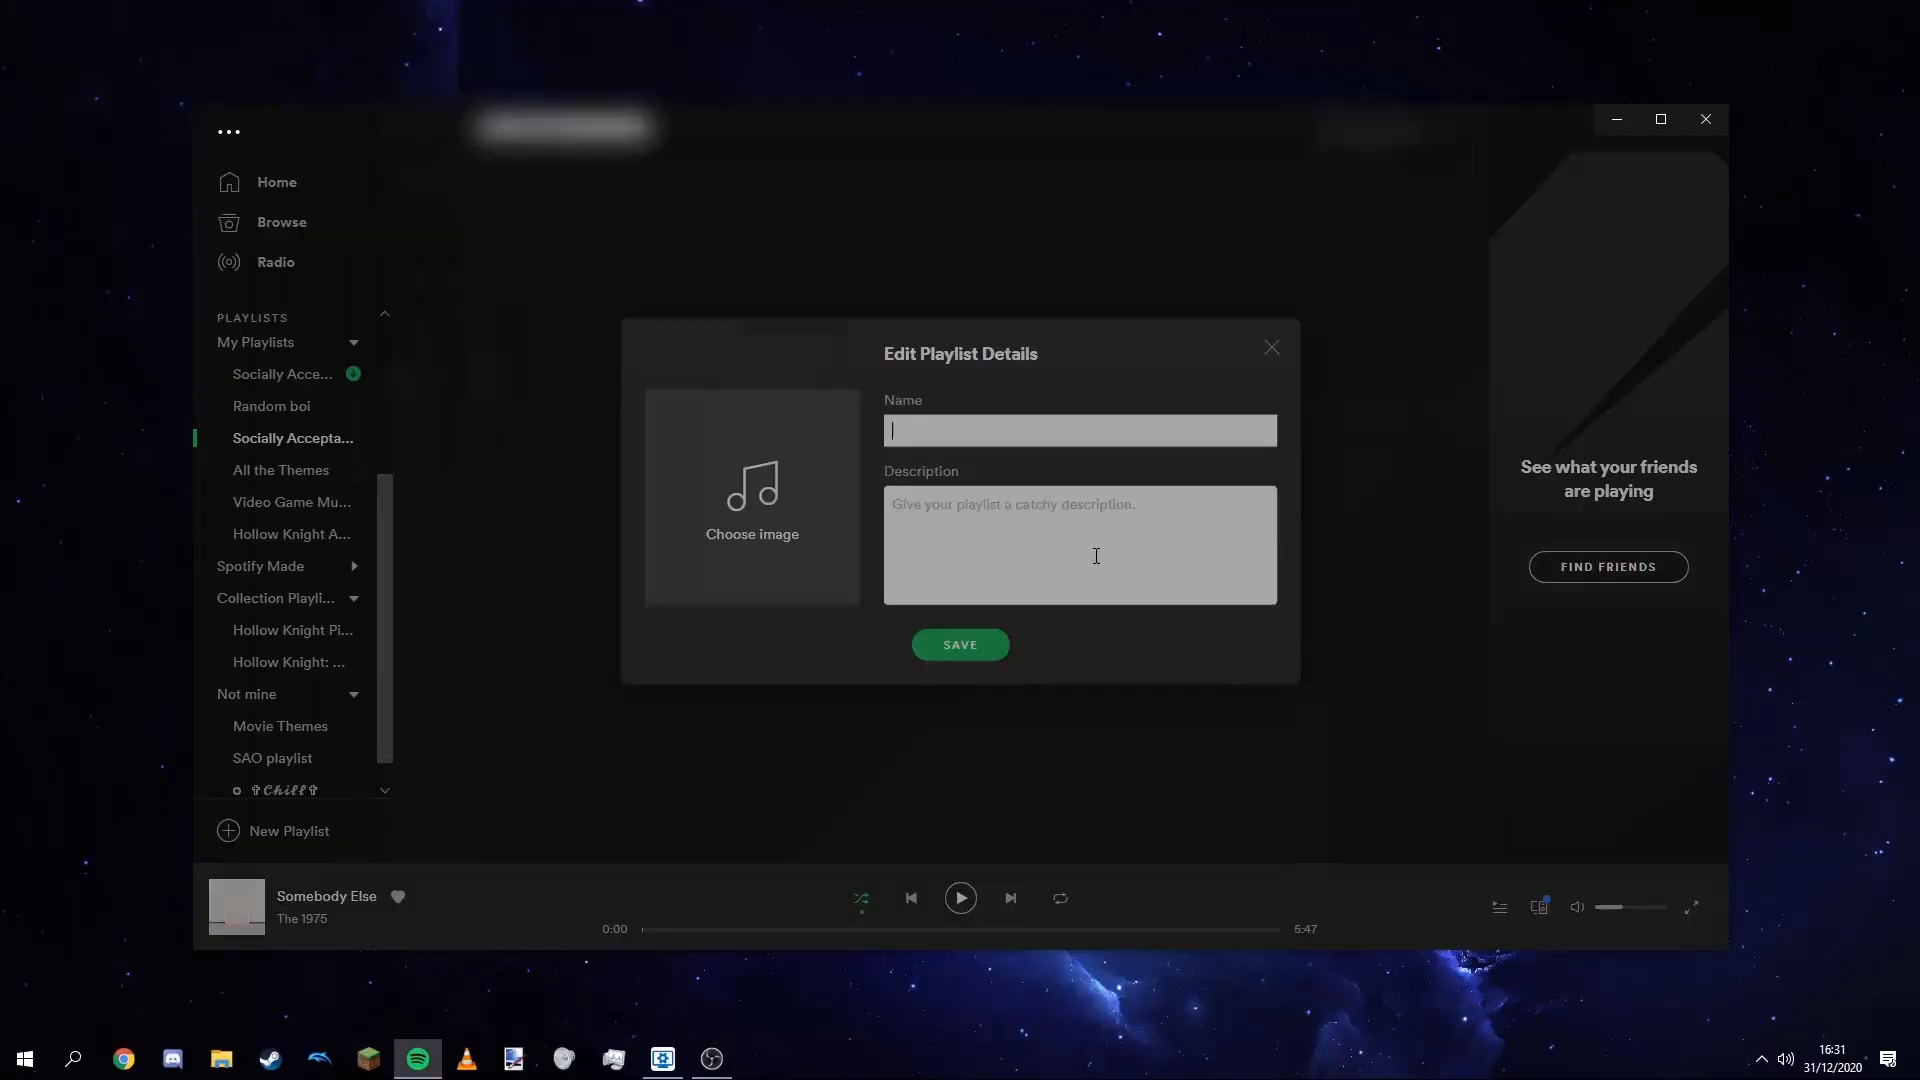 Home
Browse
Radio
PLAYLISTS
My Playlists
Socially Acce...
Random boi
Socially Accepta...
All the Themes
Video Game Mu...
Hollow Knight A...
Spotify Made
Collection Playli...
Hollow Knight Pi...
Hollow Knight: ...
Not mine
Movie Themes
SAO playlist
✞𝓒𝓱𝓲𝓵𝓵✞
New Playlist
Edit Playlist Details
Name
Description
Give your playlist a catchy description.
Choose image
SAVE
See what your friends
are playing
FIND FRIENDS
Somebody Else
The 1975
0:00
5:47
16:31
31/12/2020